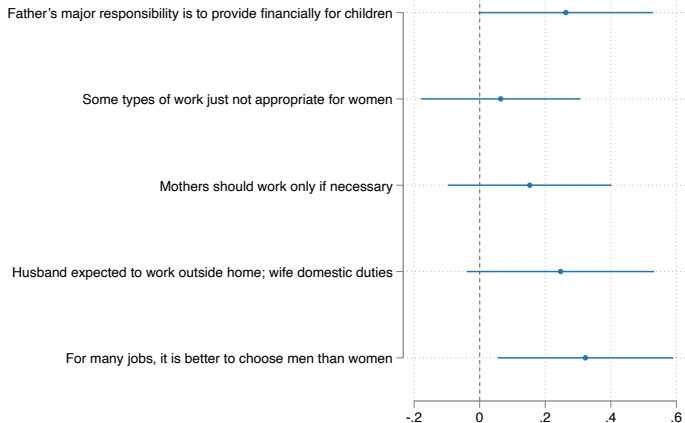 Father’s major responsibility is to provide financially for children
Some types of work just not appropriate for women
Mothers should work only if necessary
Husband expected to work outside home; wife domestic duties
For many jobs, it is better to choose men than women
-.2 0 .2 .4 .6